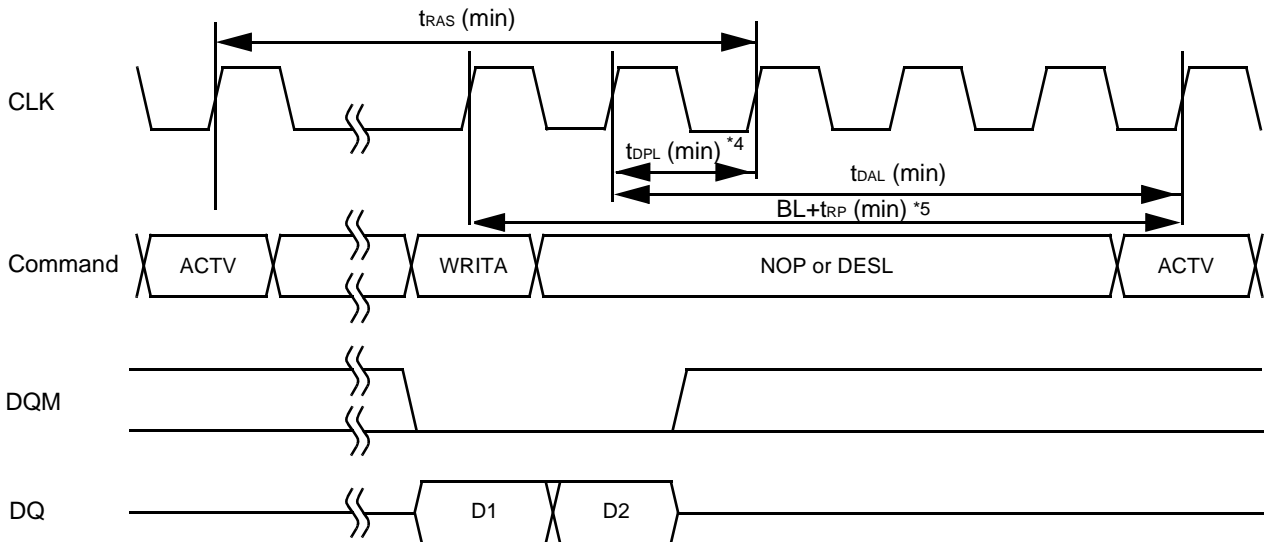 tRAS (min)
CLK
tDPL (min) *4
tDAL (min)
BL+tRP (min) *5
Command ACTV WRITA NOP or DESL ACTV
DQM
DQ D1 D2